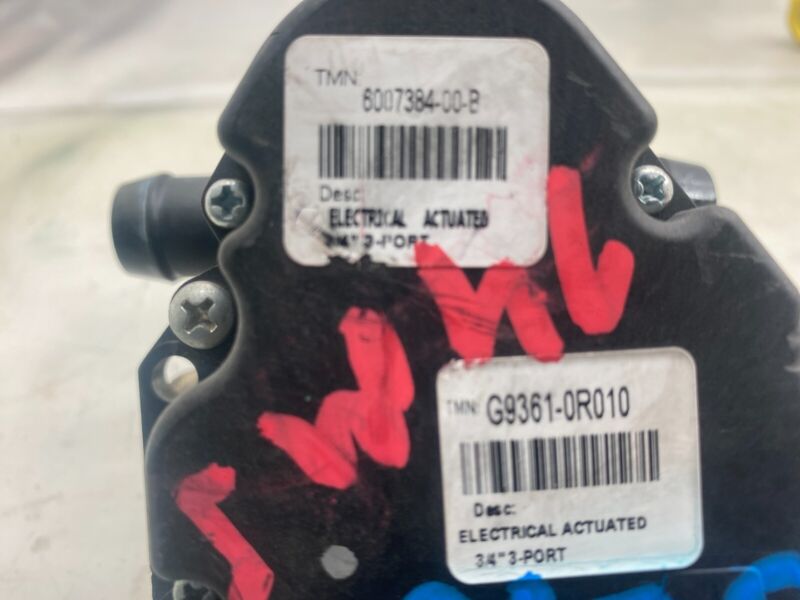 TMN:
6007384-00-B
Desc:
ELECTRICAL ACTUATED
3/4" 3-PORT
TMN: G9361-0R010
Desc:
ELECTRICAL ACTUATED
3/4" 3-PORT